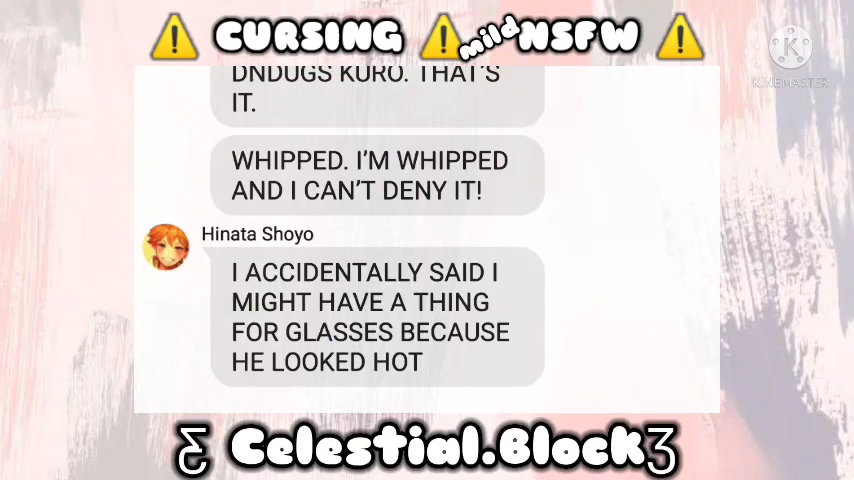 ⚠️ CURSING ⚠️ mild NSFW ⚠️
KINEMASTER
DNDUGS KURO. THAT'S
IT.
WHIPPED. I'M WHIPPED
AND I CAN'T DENY IT!
Hinata Shoyo
I ACCIDENTALLY SAID I
MIGHT HAVE A THING
FOR GLASSES BECAUSE
HE LOOKED HOT
Ƹ Celestial.BlockƷ